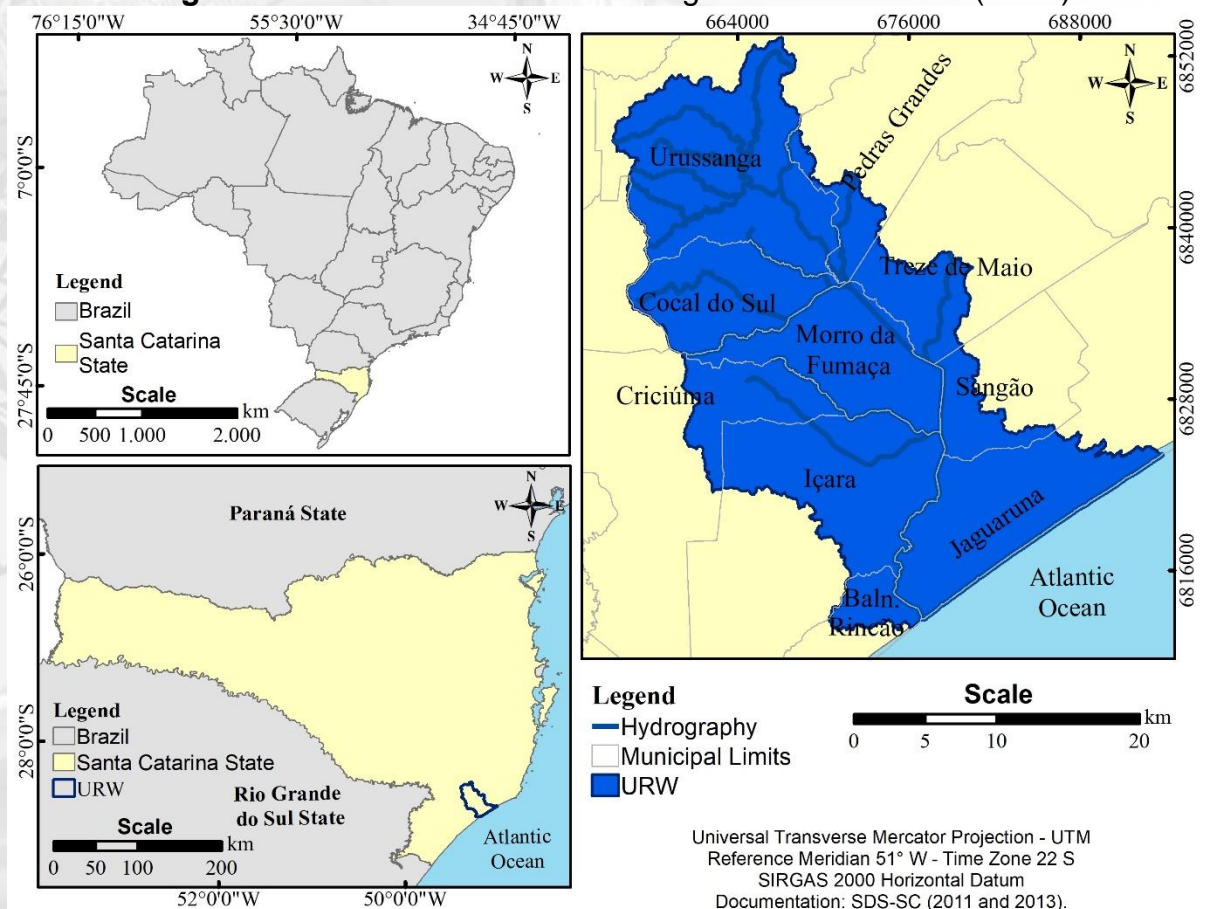 76°15'0"W
55°30'0"W
34°45'0"W
7°0'0"S
27°45'0"S
N
W
E
S
Legend
Brazil
Santa Catarina
State
Scale
km
0 500 1.000 2.000
26°0'0"S
28°0'0"S
N
W
E
S
Paraná State
Legend
Brazil
Santa Catarina State
URW
Rio Grande
do Sul State
Scale
km
0 50 100 200
Atlantic
Ocean
52°0'0"W
50°0'0"W
664000
676000
688000
6852000
6840000
6828000
6816000
N
W
E
S
Pedras Grandes
Urussanga
Treze de Maio
Cocal do Sul
Morro da
Fumaça
Criciúma
Sangão
Içara
Jaguaruna
Atlantic
Ocean
Baln.
Rincão
Legend
Hydrography
Municipal Limits
URW
Scale
km
0 5 10 20
Universal Transverse Mercator Projection - UTM
Reference Meridian 51° W - Time Zone 22 S
SIRGAS 2000 Horizontal Datum
Documentation: SDS-SC (2011 and 2013).